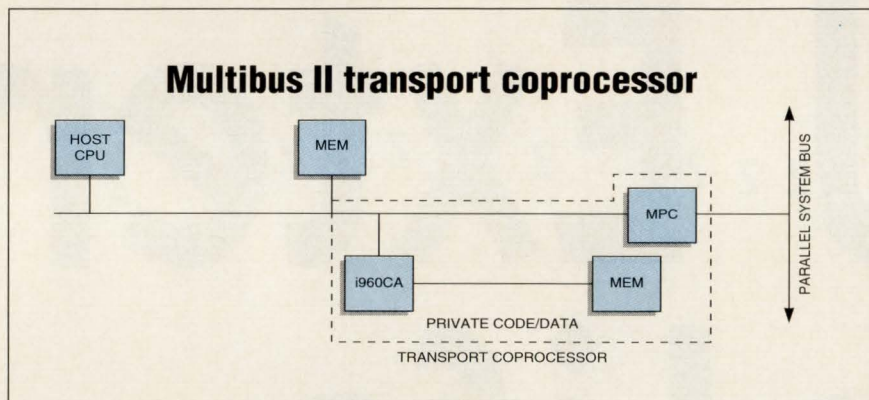 Multibus II transport coprocessor
HOST
CPU
MEM
MPC
PARALLEL SYSTEM BUS
i960CA
MEM
PRIVATE CODE/DATA
TRANSPORT COPROCESSOR